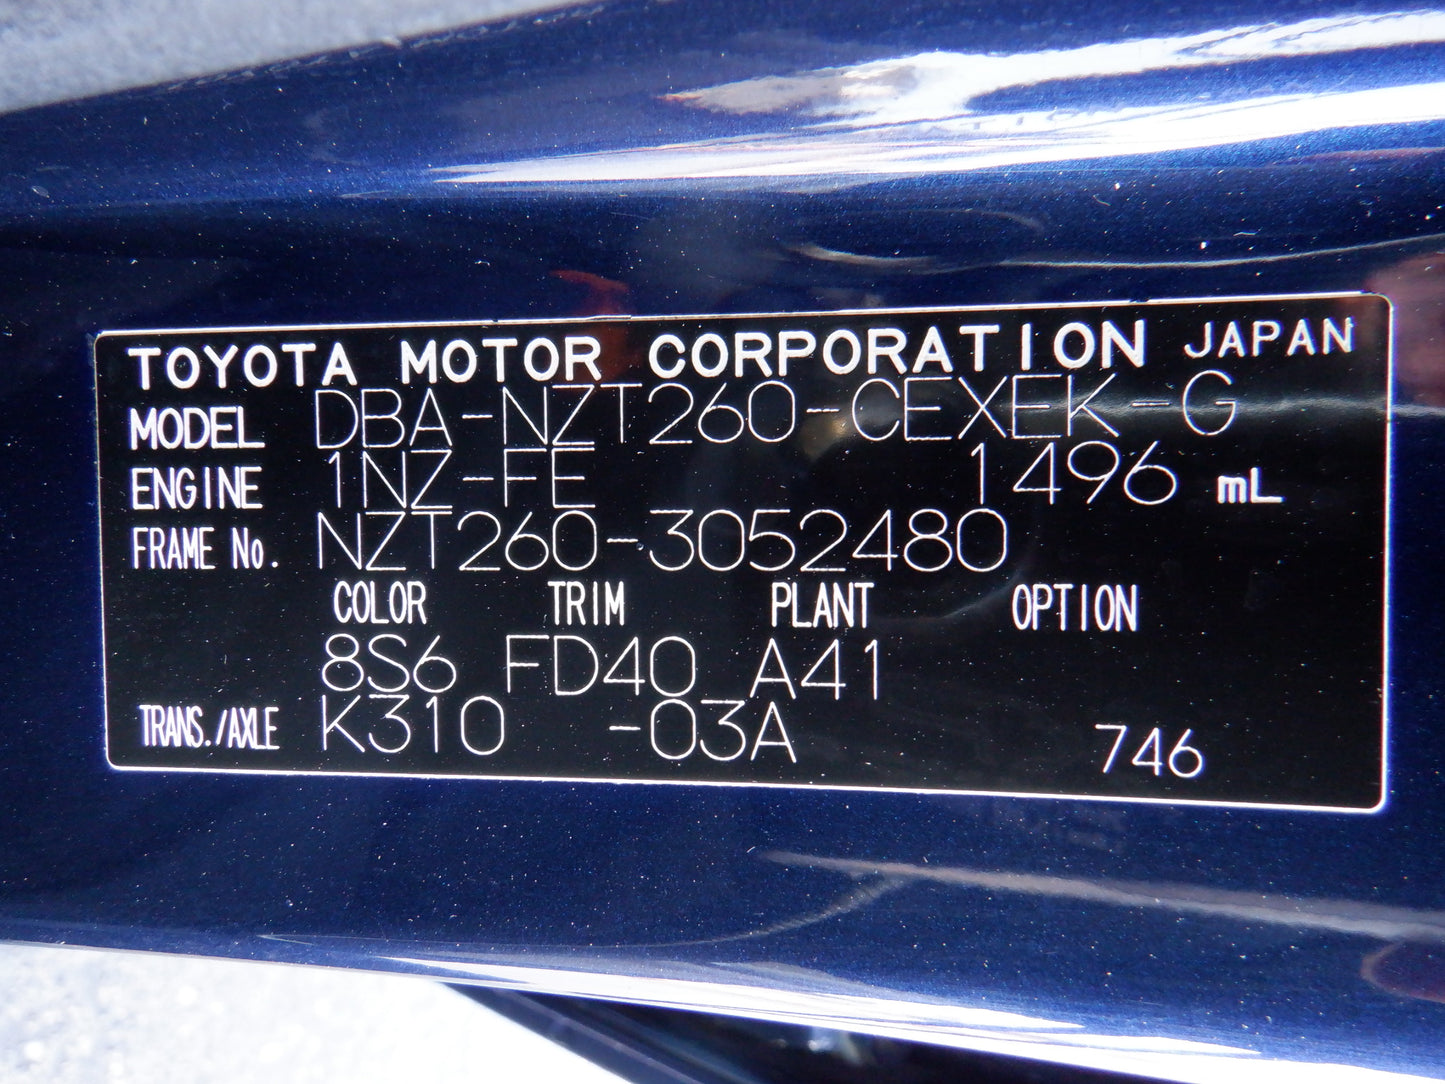 TOYOTA MOTOR CORPORATION JAPAN
MODEL DBA-NZT260-CEXEK-G
ENGINE 1NZ-FE 1496 mL
FRAME No. NZT260-3052480
COLOR TRIM PLANT OPTION
8S6 FD40 A41
TRANS./AXLE K310 -03A 746